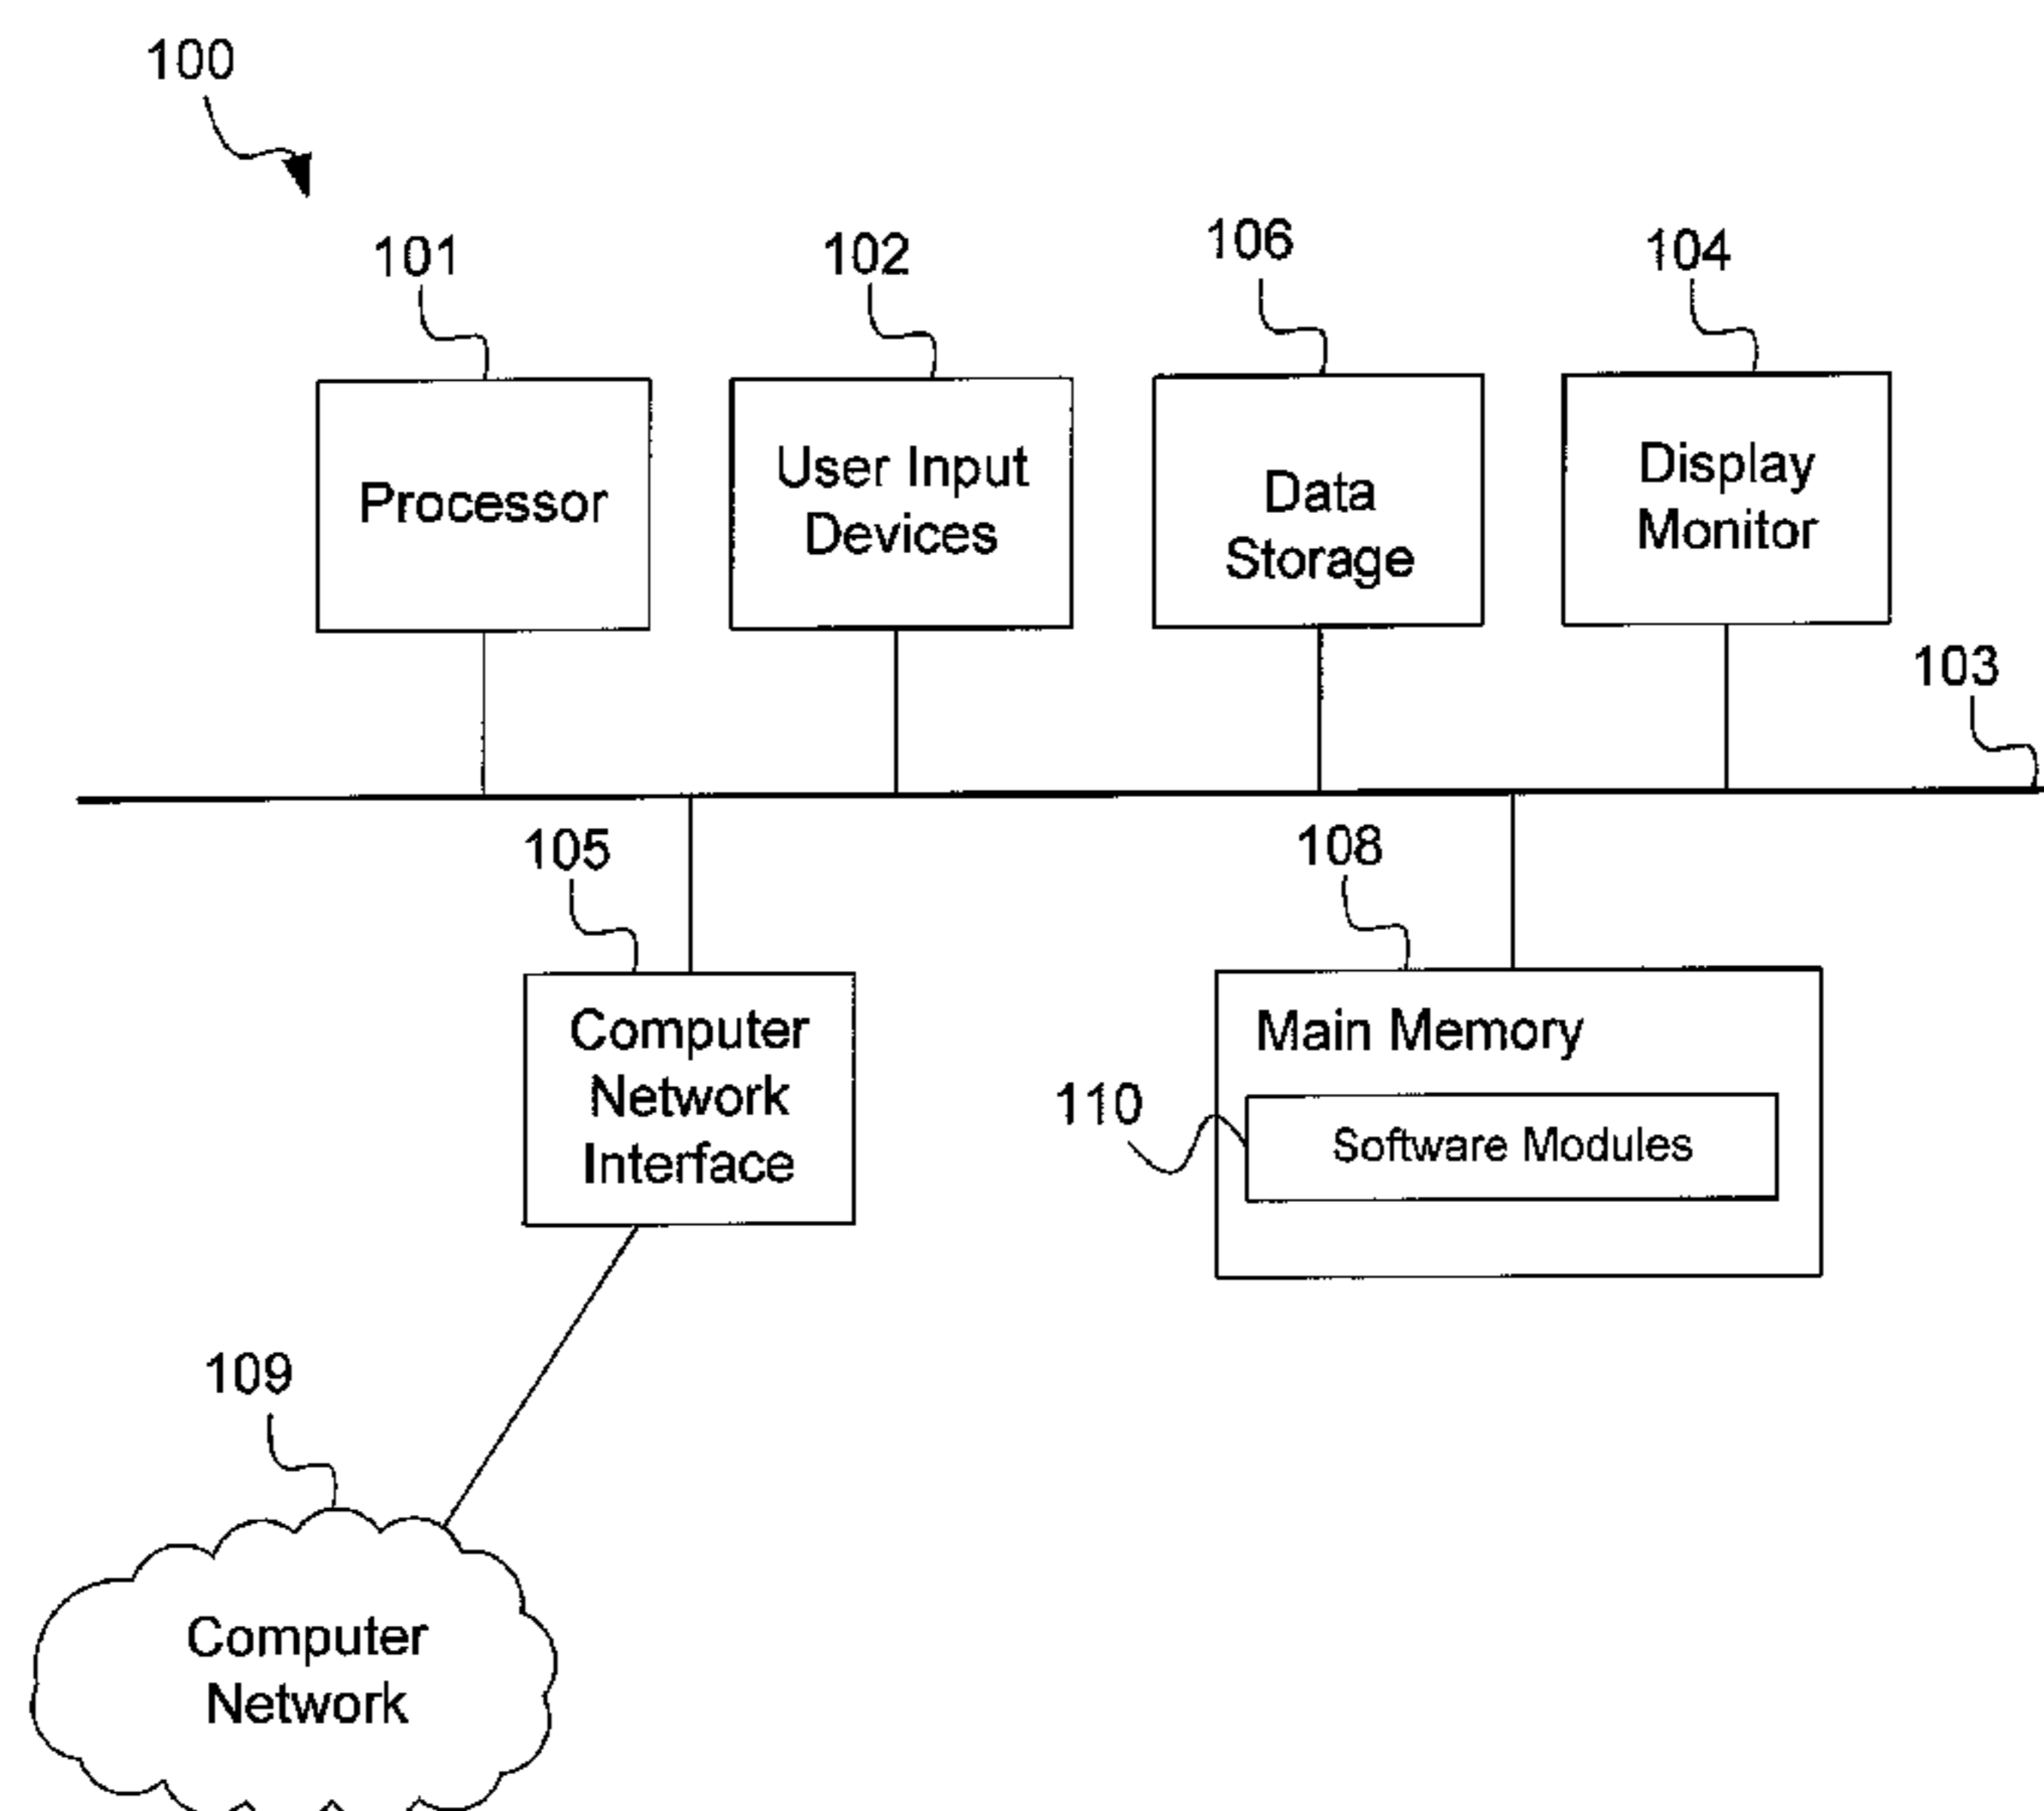 100
101
102
106
104
Processor
User Input
Devices
Data
Storage
Display
Monitor
103
105
108
Computer
Network
Interface
Main Memory
110
Software Modules
109
Computer
Network